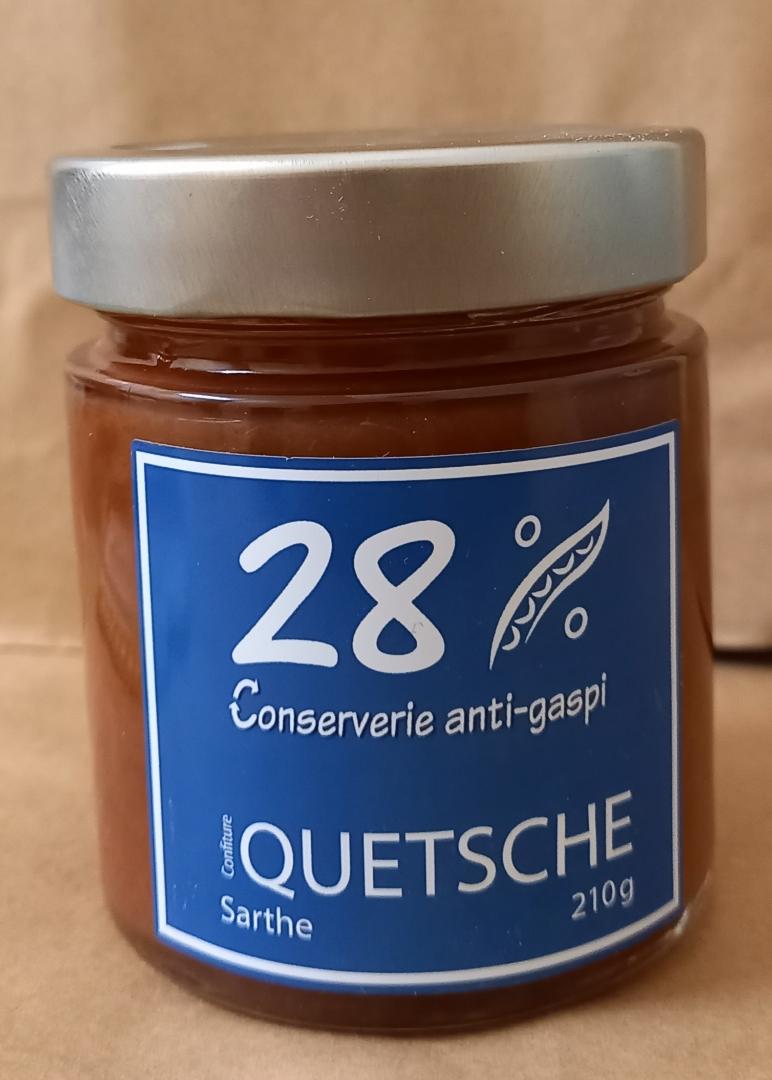 28
Conserverie anti-gaspi
Confiture
QUETSCHE
Sarthe
210g